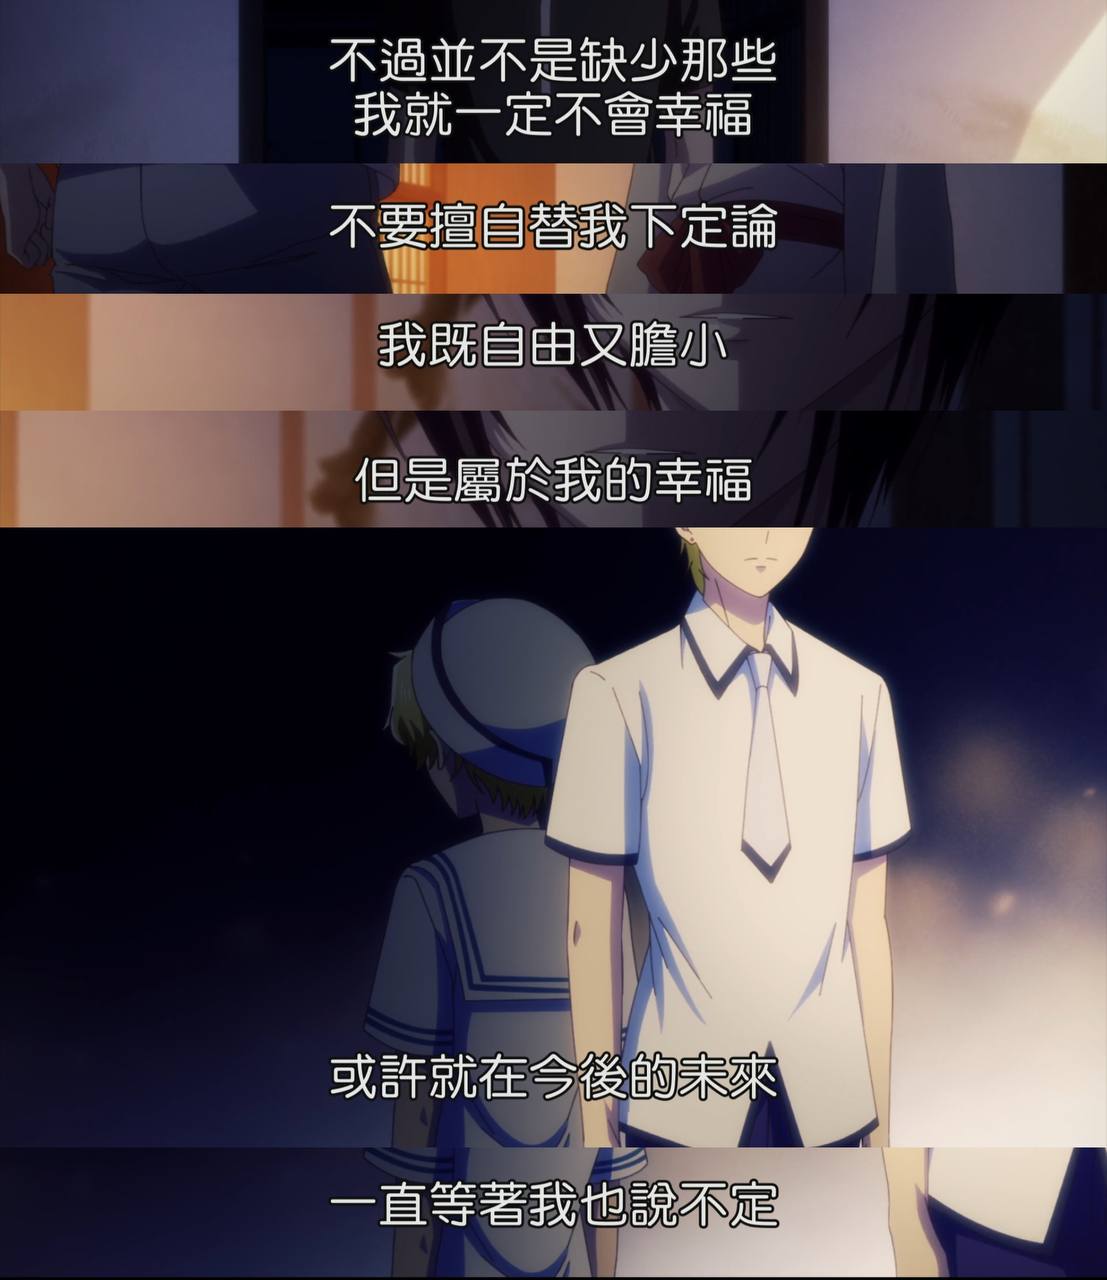 不過並不是缺少那些
我就一定不會幸福
不要擅自替我下定論
我既自由又膽小
但是屬於我的幸福
或許就在今後的未來
一直等著我也說不定